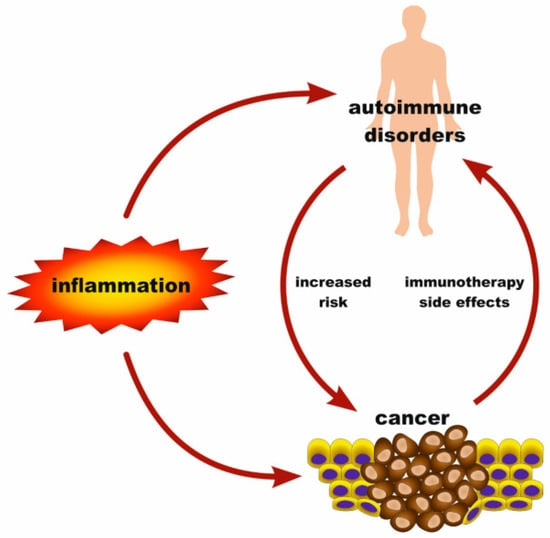 autoimmune
disorders
inflammation
increased
risk
immunotherapy
side effects
cancer